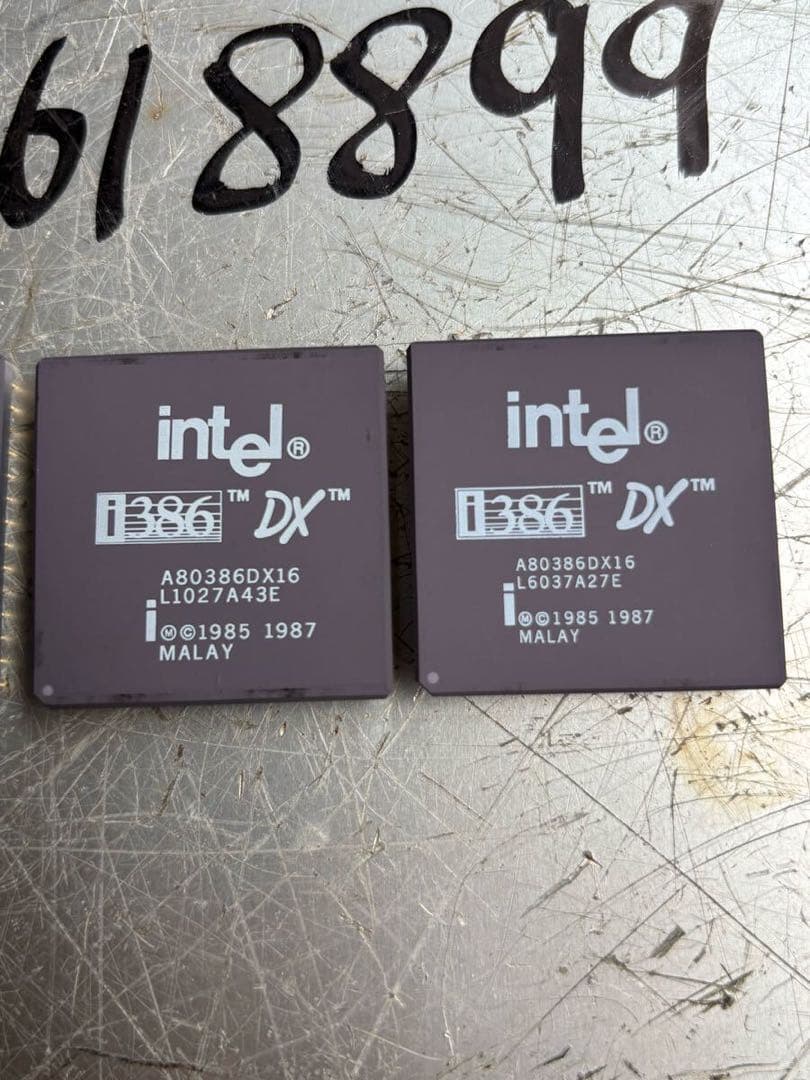 618899
intel®
i386™ DX™
A80386DX16
L1027A43E
i Ⓜ©1985 1987
MALAY
intel®
i386™ DX™
A80386DX16
L6037A27E
i Ⓜ©1985 1987
MALAY